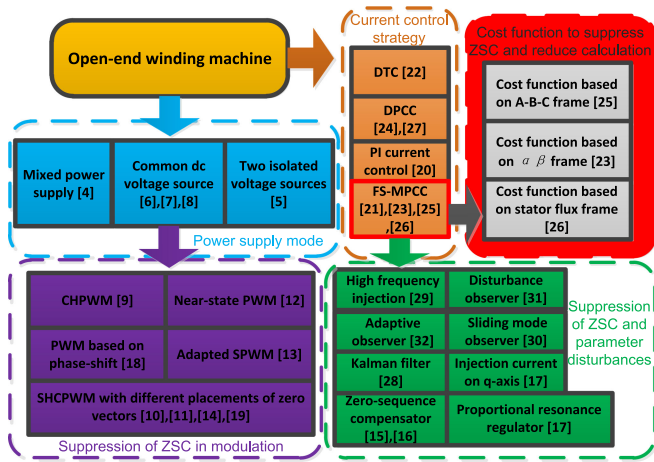 Open-end winding machine
Current control
strategy
DTC [22]
DPCC
[24],[27]
PI current
control [20]
FS-MPCC
[21],[23],[25]
,[26]
Cost function to suppress
ZSC and reduce calculation
Cost function based
on A-B-C frame [25]
Cost function based
on α β frame [23]
Cost function based
on stator flux frame
[26]
Mixed power
supply [4]
Common dc
voltage source
[6],[7],[8]
Two isolated
voltage sources
[5]
Power supply mode
CHPWM [9]
Near-state PWM [12]
PWM based on
phase-shift [18]
Adapted SPWM [13]
SHCPWM with different placements of zero
vectors [10],[11],[14],[19]
Suppression of ZSC in modulation
High frequency
injection [29]
Disturbance
observer [31]
Adaptive
observer [32]
Sliding mode
observer [30]
Kalman filter
[28]
Injection current
on q-axis [17]
Zero-sequence
compensator
[15],[16]
Proportional resonance
regulator [17]
Suppression
of ZSC and
parameter
disturbances